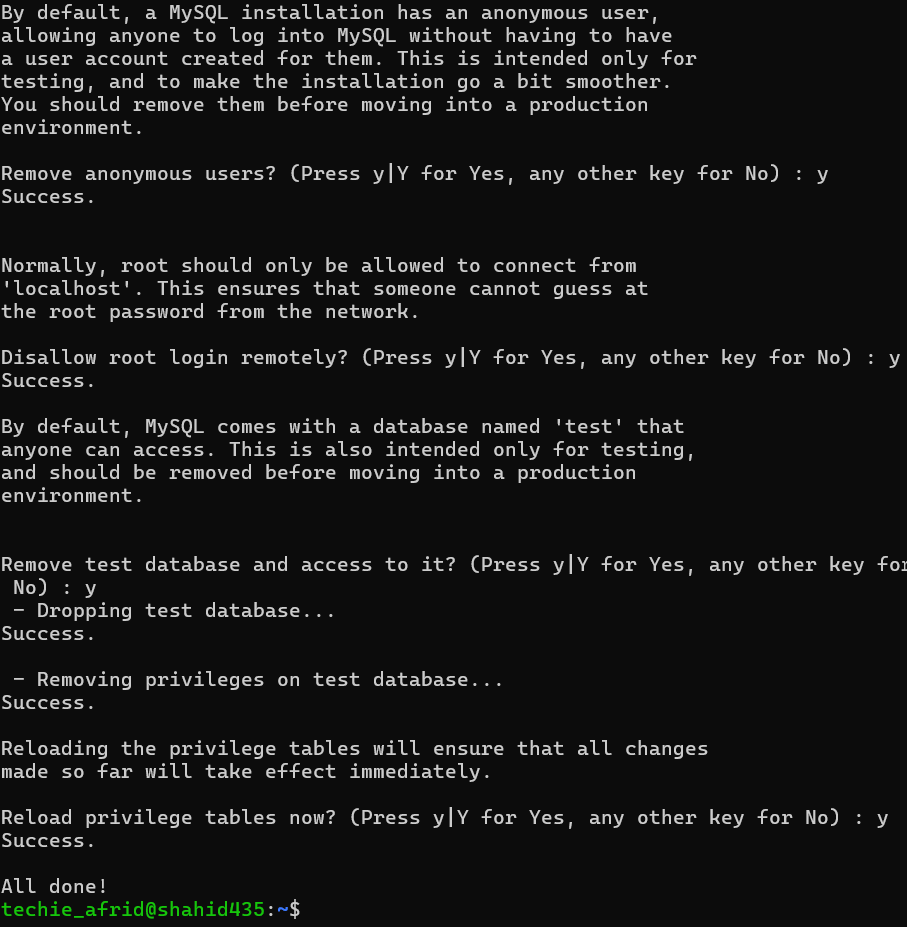 By default, a MySQL installation has an anonymous user,
allowing anyone to log into MySQL without having to have
a user account created for them. This is intended only for
testing, and to make the installation go a bit smoother.
You should remove them before moving into a production
environment.
Remove anonymous users? (Press y|Y for Yes, any other key for No) : y
Success.
Normally, root should only be allowed to connect from
'localhost'. This ensures that someone cannot guess at
the root password from the network.
Disallow root login remotely? (Press y|Y for Yes, any other key for No) : y
Success.
By default, MySQL comes with a database named 'test' that
anyone can access. This is also intended only for testing,
and should be removed before moving into a production
environment.
Remove test database and access to it? (Press y|Y for Yes, any other key for
 No) : y
 - Dropping test database...
Success.
 - Removing privileges on test database...
Success.
Reloading the privilege tables will ensure that all changes
made so far will take effect immediately.
Reload privilege tables now? (Press y|Y for Yes, any other key for No) : y
Success.
All done!
techie_afrid@shahid435:~$